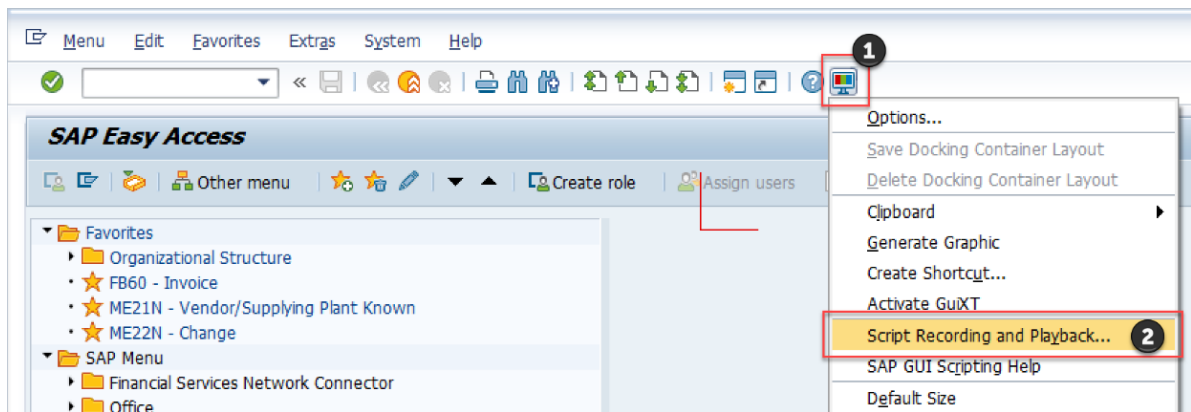 Menu Edit Favorites Extras System Help
1
SAP Easy Access
Other menu Create role Assign users
Favorites
Organizational Structure
FB60 - Invoice
ME21N - Vendor/Supplying Plant Known
ME22N - Change
SAP Menu
Financial Services Network Connector
Office
Options...
Save Docking Container Layout
Delete Docking Container Layout
Clipboard
Generate Graphic
Create Shortcut...
Activate GuiXT
Script Recording and Playback... 2
SAP GUI Scripting Help
Default Size